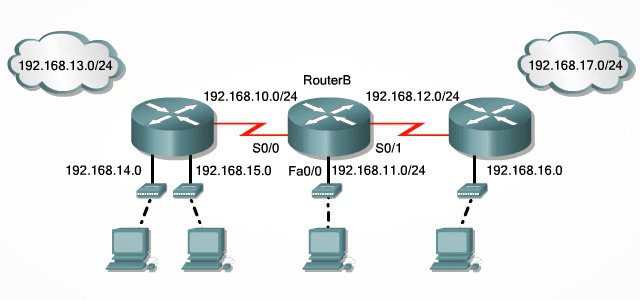 192.168.13.0/24
192.168.17.0/24
RouterB
192.168.10.0/24
192.168.12.0/24
S0/0
S0/1
192.168.14.0
192.168.15.0
Fa0/0
192.168.11.0/24
192.168.16.0